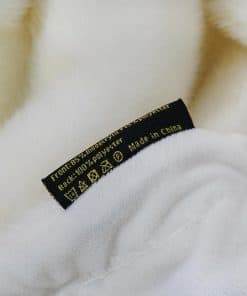 Front:85%
Back:100%polyester
Made in China